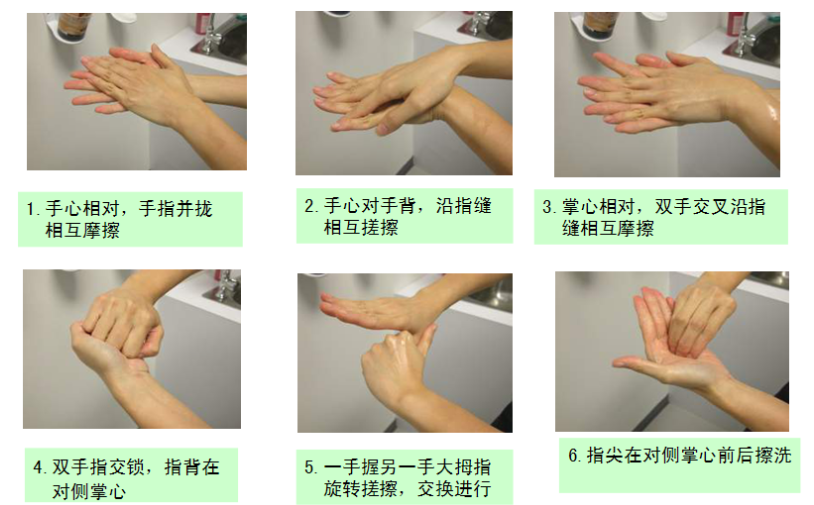 1. 手心相对，手指并拢
相互摩擦
2. 手心对手背，沿指缝
相互搓擦
3. 掌心相对，双手交叉沿指
缝相互摩擦
4. 双手指交锁，指背在
对侧掌心
5. 一手握另一手大拇指
旋转搓擦，交换进行
6. 指尖在对侧掌心前后擦洗